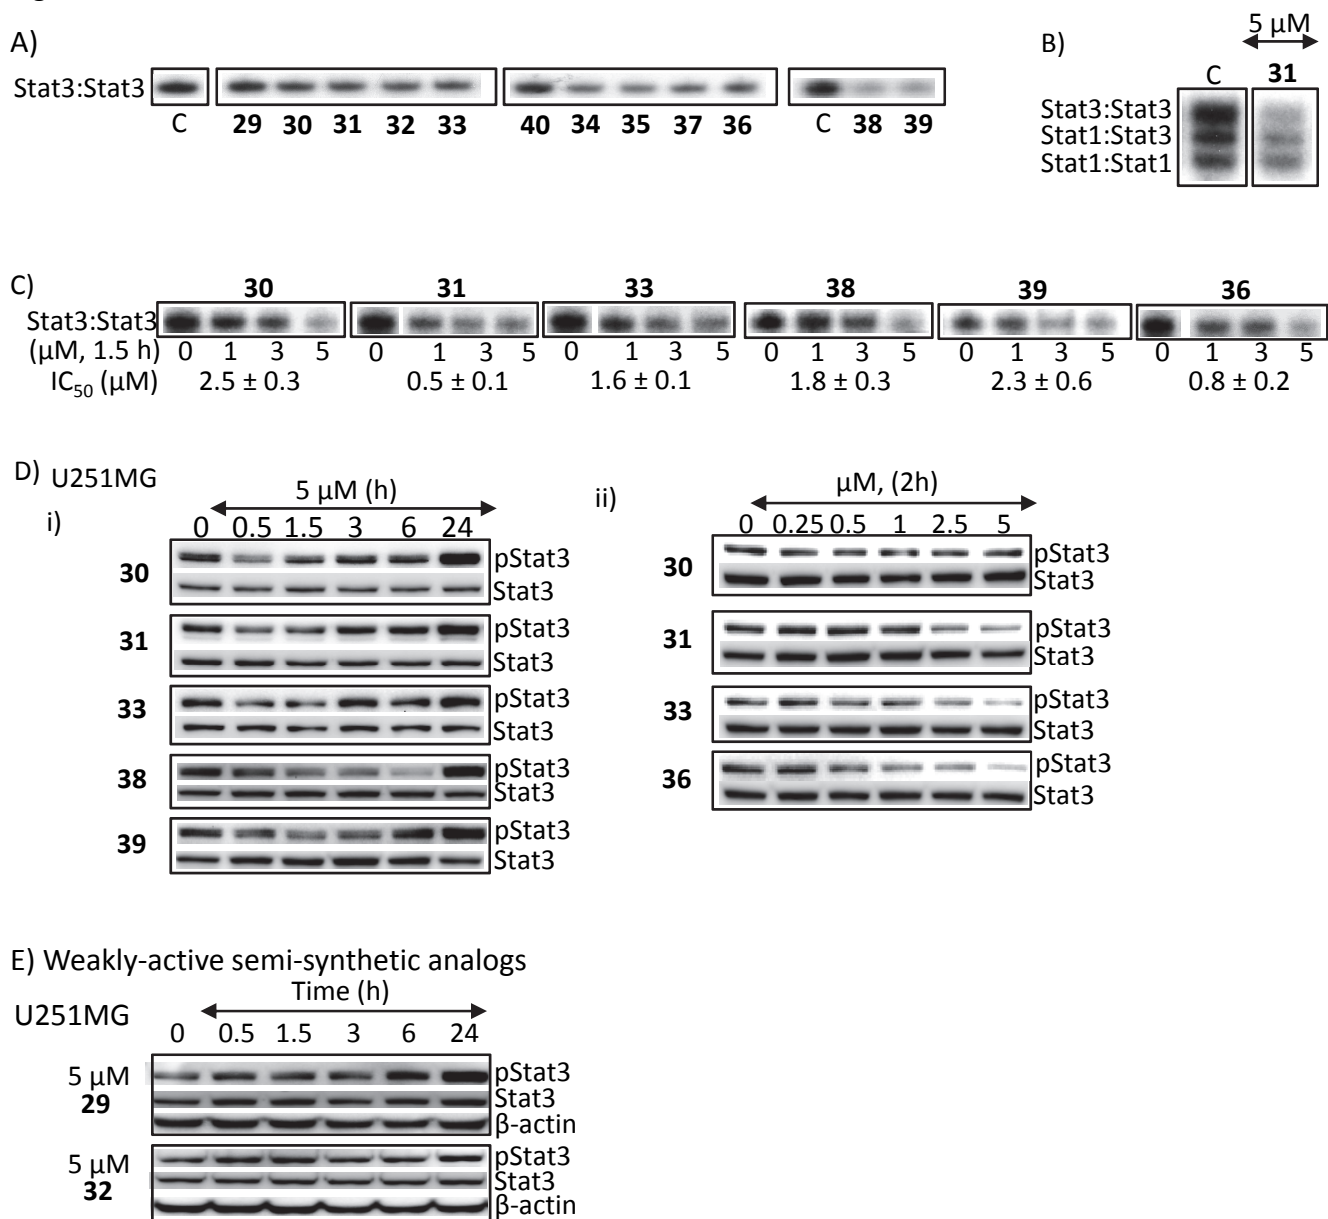 A)
Stat3:Stat3
C 29 30 31 32 33 40 34 35 37 36 C 38 39
B)
5 µM
C 31
Stat3:Stat3
Stat1:Stat3
Stat1:Stat1
C)
30 31 33 38 39 36
Stat3:Stat3
(µM, 1.5 h) 0 1 3 5 0 1 3 5 0 1 3 5 0 1 3 5 0 1 3 5 0 1 3 5
IC50 (µM) 2.5 ± 0.3 0.5 ± 0.1 1.6 ± 0.1 1.8 ± 0.3 2.3 ± 0.6 0.8 ± 0.2
D) U251MG
i)
5 µM (h)
0 0.5 1.5 3 6 24
30 pStat3
Stat3
31 pStat3
Stat3
33 pStat3
Stat3
38 pStat3
Stat3
39 pStat3
Stat3
ii)
µM, (2h)
0 0.25 0.5 1 2.5 5
30 pStat3
Stat3
31 pStat3
Stat3
33 pStat3
Stat3
36 pStat3
Stat3
E) Weakly-active semi-synthetic analogs
Time (h)
U251MG
0 0.5 1.5 3 6 24
5 µM pStat3
29 Stat3
β-actin
5 µM pStat3
32 Stat3
β-actin